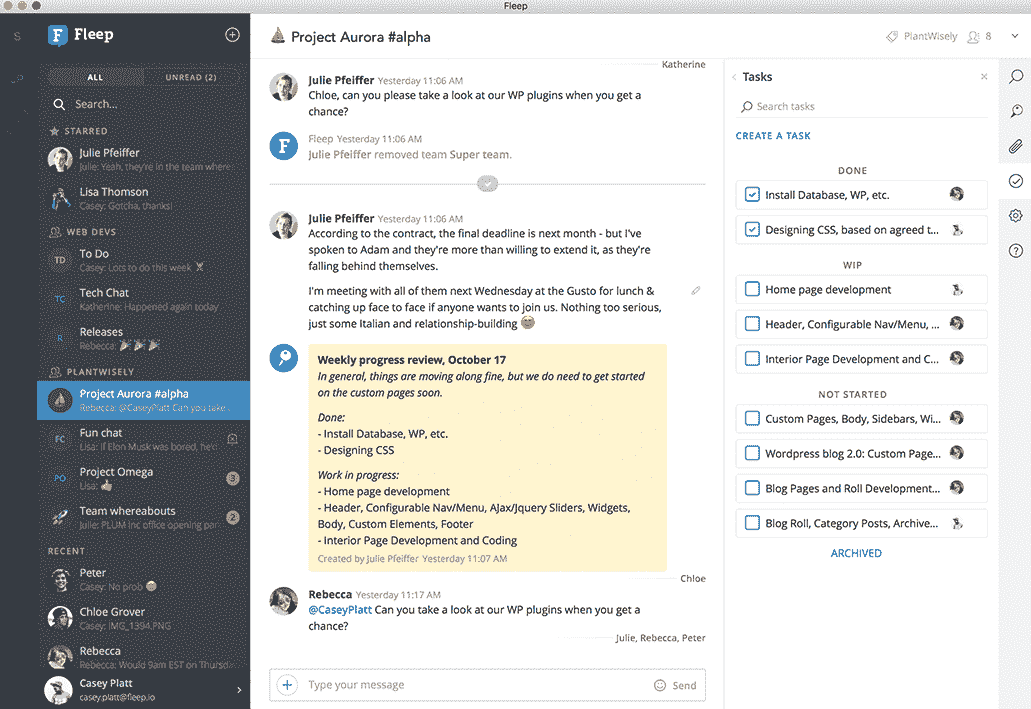 Fleep
S
Fleep
ALL
UNREAD (2)
Search...
STARRED
Julie Pfeiffer
Julie: Yeah, they're in the team where
Lisa Thomson
Casey: Gotcha, thanks!
WEB DEVS
TD
To Do
Casey: Lots to do this week
TC
Tech Chat
Katherine: Happened again today
R
Releases
Rebecca:
PLANTWISELY
Project Aurora #alpha
Rebecca: @CaseyPlatt Can you take ..
FC
Fun chat
Lisa: If Elon Musk was bored, he'
PO
Project Omega
Lisa:
3
Team whereabouts
Julie: PLUM Inc office opening par
2
RECENT
Peter
Casey: No prob
Chloe Grover
Casey: IMG_1394.PNG
Rebecca
Rebecca: Would 9am EST on Thursd..
Casey Platt
casey.platt@fleep.io
Project Aurora #alpha
PlantWisely
8
Katherine
Julie Pfeiffer Yesterday 11:06 AM
Chloe, can you please take a look at our WP plugins when you get a
chance?
F
Fleep Yesterday 11:06 AM
Julie Pfeiffer removed team Super team.
Julie Pfeiffer Yesterday 11:06 AM
According to the contract, the final deadline is next month - but I've
spoken to Adam and they're more than willing to extend it, as they're
falling behind themselves.
I'm meeting with all of them next Wednesday at the Gusto for lunch &
catching up face to face if anyone wants to join us. Nothing too serious,
just some Italian and relationship-building
Weekly progress review, October 17
In general, things are moving along fine, but we do need to get started
on the custom pages soon.
Done:
- Install Database, WP, etc.
- Designing CSS
Work in progress:
- Home page development
- Header, Configurable Nav/Menu, AJax/Jquery Sliders, Widgets,
Body, Custom Elements, Footer
- Interior Page Development and Coding
Created by Julie Pfeiffer Yesterday 11:07 AM
Chloe
Rebecca Yesterday 11:17 AM
@CaseyPlatt Can you take a look at our WP plugins when you get a
chance?
Julie, Rebecca, Peter
Type your message
Send
Tasks
Search tasks
CREATE A TASK
DONE
Install Database, WP, etc.
Designing CSS, based on agreed t...
WIP
Home page development
Header, Configurable Nav/Menu, ...
Interior Page Development and C...
NOT STARTED
Custom Pages, Body, Sidebars, Wi...
Wordpress blog 2.0: Custom Page...
Blog Pages and Roll Development...
Blog Roll, Category Posts, Archive...
ARCHIVED